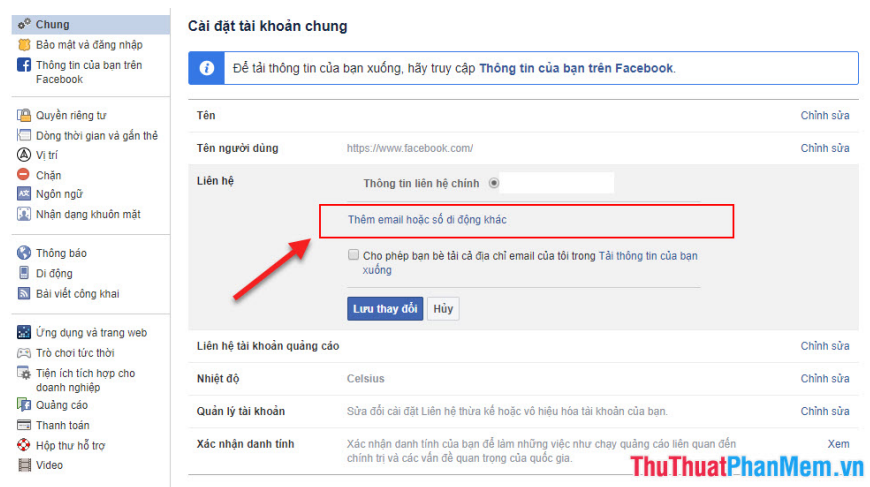 Chung
Bảo mật và đăng nhập
Thông tin của bạn trên
Facebook
Quyền riêng tư
Dòng thời gian và gắn thẻ
Vị trí
Chặn
Ngôn ngữ
Nhận dạng khuôn mặt
Thông báo
Di động
Bài viết công khai
Ứng dụng và trang web
Trò chơi tức thời
Tiện ích tích hợp cho
doanh nghiệp
Quảng cáo
Thanh toán
Hộp thư hỗ trợ
Video
Cài đặt tài khoản chung
Để tải thông tin của bạn xuống, hãy truy cập Thông tin của bạn trên Facebook.
Tên Chỉnh sửa
Tên người dùng https://www.facebook.com/ Chỉnh sửa
Liên hệ Thông tin liên hệ chính
Thêm email hoặc số di động khác
Cho phép bạn bè tải cả địa chỉ email của tôi trong Tải thông tin của bạn
xuống
Lưu thay đổi Hủy
Liên hệ tài khoản quảng cáo Chỉnh sửa
Nhiệt độ Celsius Chỉnh sửa
Quản lý tài khoản Sửa đổi cài đặt Liên hệ thừa kế hoặc vô hiệu hóa tài khoản của bạn. Chỉnh sửa
Xác nhận danh tính Xác nhận danh tính của bạn để làm những việc như chạy quảng cáo liên quan đến Xem
chính trị và các vấn đề quan trọng của quốc gia.
ThuThuatPhanMem.vn